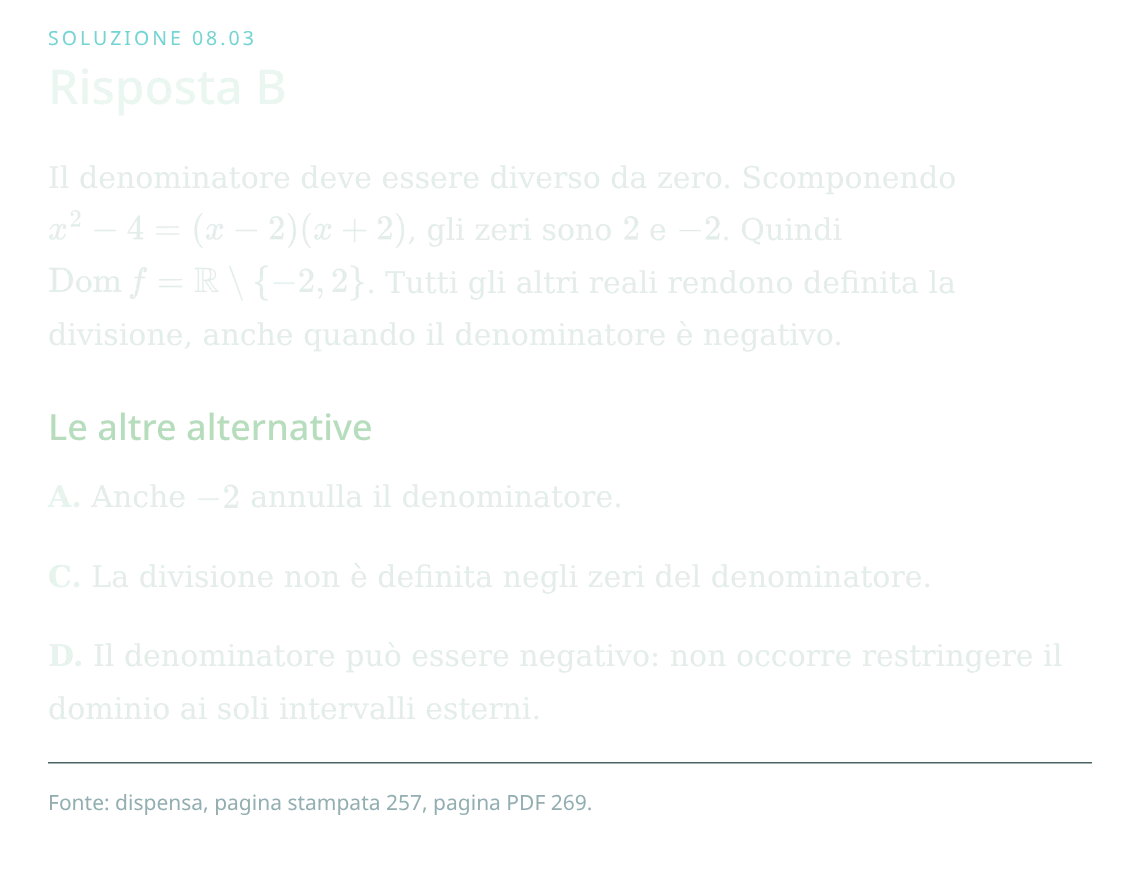 SOLUZIONE 08.03
Risposta B
Il denominatore deve essere diverso da zero. Scomponendo
x² − 4 = (x − 2)(x + 2), gli zeri sono 2 e −2. Quindi
Dom f = ℝ \ {−2, 2}. Tutti gli altri reali rendono definita la
divisione, anche quando il denominatore è negativo.
Le altre alternative
A. Anche −2 annulla il denominatore.
C. La divisione non è definita negli zeri del denominatore.
D. Il denominatore può essere negativo: non occorre restringere il
dominio ai soli intervalli esterni.
Fonte: dispensa, pagina stampata 257, pagina PDF 269.